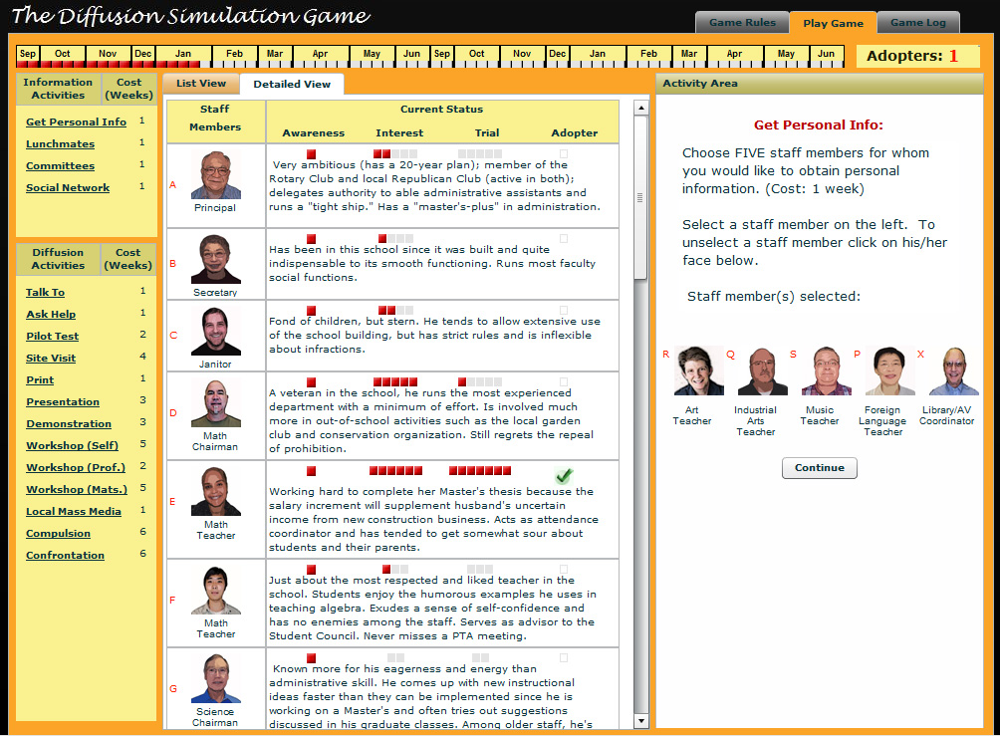 The Diffusion Simulation Game
Game Rules
Play Game
Game Log
Sep Oct Nov Dec Jan Feb Mar Apr May Jun Sep Oct Nov Dec Jan Feb Mar Apr May Jun
Adopters: 1
Information Activities
Cost (Weeks)
Get Personal Info 1
Lunchmates 1
Committees 1
Social Network 1
Diffusion Activities
Cost (Weeks)
Talk To 1
Ask Help 1
Pilot Test 2
Site Visit 4
Print 1
Presentation 3
Demonstration 3
Workshop (Self) 5
Workshop (Prof.) 2
Workshop (Mats.) 5
Local Mass Media 1
Compulsion 6
Confrontation 6
List View
Detailed View
Staff Members
Current Status
Awareness Interest Trial Adopter
A
Principal
Very ambitious (has a 20-year plan); member of the
Rotary Club and local Republican Club (active in both);
delegates authority to able administrative assistants and
runs a "tight ship." Has a "master's-plus" in administration.
B
Secretary
Has been in this school since it was built and quite
indispensable to its smooth functioning. Runs most faculty
social functions.
C
Janitor
Fond of children, but stern. He tends to allow extensive use
of the school building, but has strict rules and is inflexible
about infractions.
D
Math
Chairman
A veteran in the school, he runs the most experienced
department with a minimum of effort. Is involved much
more in out-of-school activities such as the local garden
club and conservation organization. Still regrets the repeal
of prohibition.
E
Math
Teacher
Working hard to complete her Master's thesis because the
salary increment will supplement husband's uncertain
income from new construction business. Acts as attendance
coordinator and has tended to get somewhat sour about
students and their parents.
F
Math
Teacher
Just about the most respected and liked teacher in the
school. Students enjoy the humorous examples he uses in
teaching algebra. Exudes a sense of self-confidence and
has no enemies among the staff. Serves as advisor to the
Student Council. Never misses a PTA meeting.
G
Science
Chairman
Known more for his eagerness and energy than
administrative skill. He comes up with new instructional
ideas faster than they can be implemented since he is
working on a Master's and often tries out suggestions
discussed in his graduate classes. Among older staff, he's
Activity Area
Get Personal Info:
Choose FIVE staff members for whom
you would like to obtain personal
information. (Cost: 1 week)
Select a staff member on the left. To
unselect a staff member click on his/her
face below.
Staff member(s) selected:
R Q S P X
Art
Teacher
Industrial
Arts
Teacher
Music
Teacher
Foreign
Language
Teacher
Library/AV
Coordinator
Continue